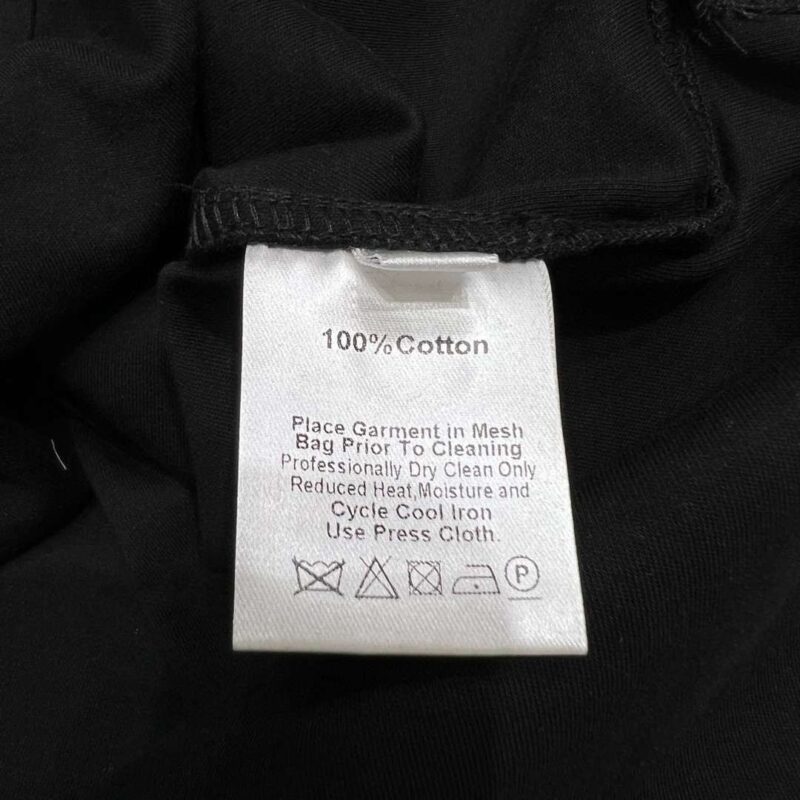 100% Cotton
Place Garment in Mesh
Bag Prior To Cleaning
Professionally Dry Clean Only
Reduced Heat,Moisture and
Cycle Cool Iron
Use Press Cloth.
P